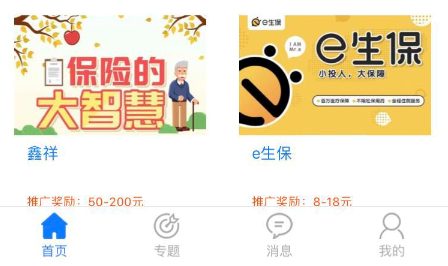 保险的
大智慧
e生保
e生保
小投入，大保障
鑫祥
e生保
推广奖励：50-200元
推广奖励：8-18元
首页
专题
消息
我的